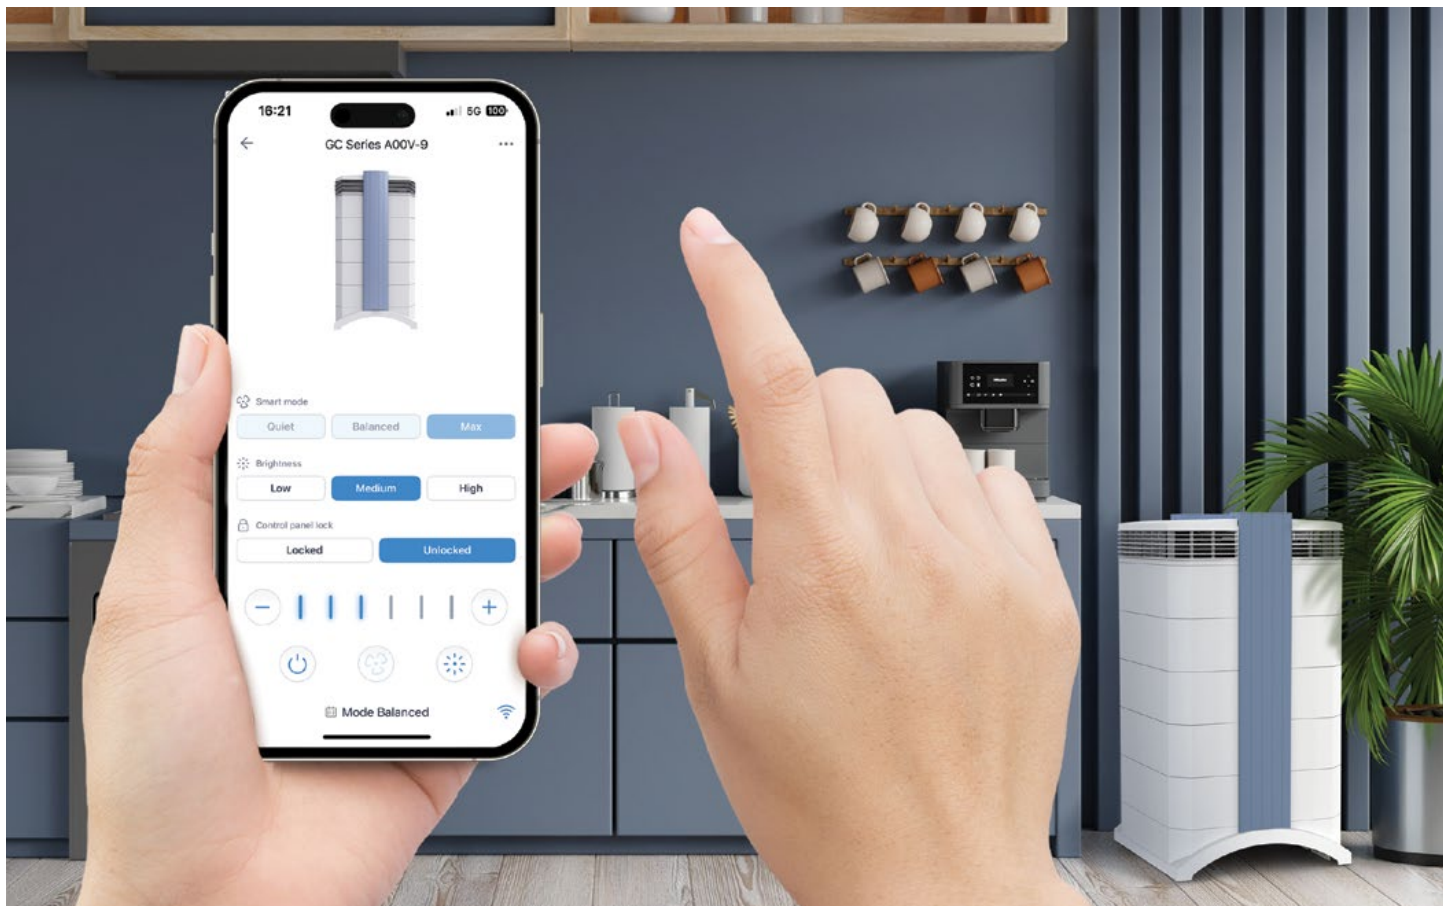 16:21
5G 100
GC Series A00V-9
Smart mode
Quiet Balanced Max
Brightness
Low Medium High
Control panel lock
Locked Unlocked
Mode Balanced